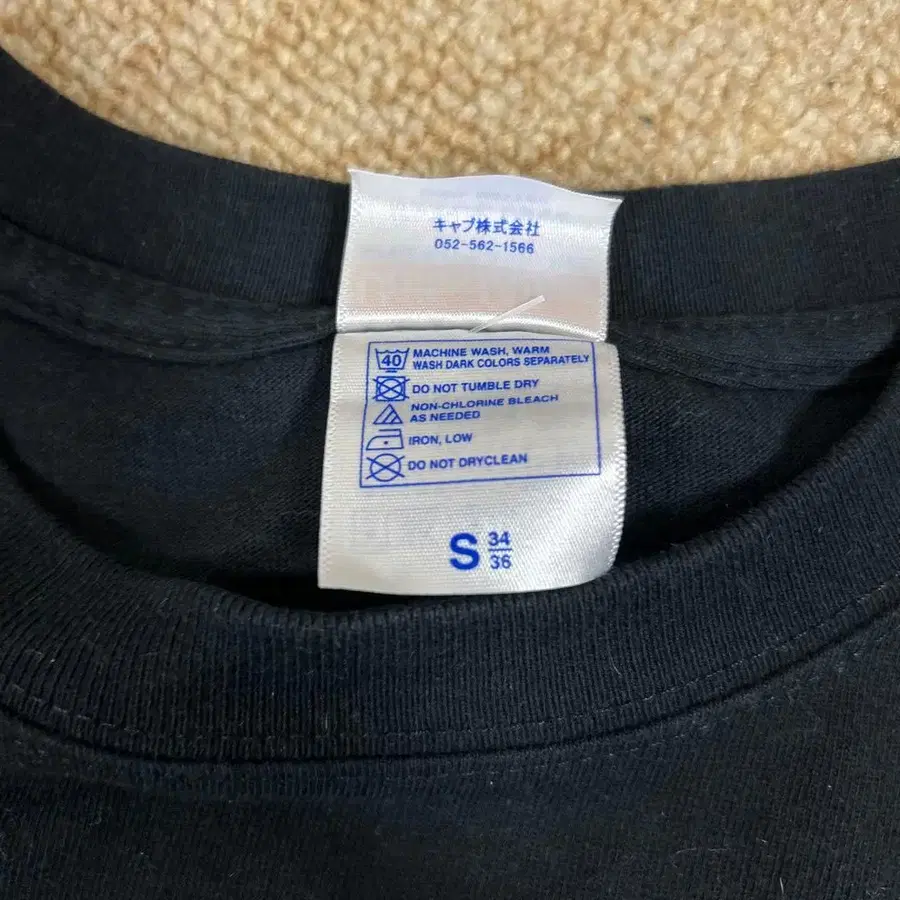 キャブ株式会社
052-562-1566
40 MACHINE WASH, WARM
WASH DARK COLORS SEPARATELY
DO NOT TUMBLE DRY
NON-CHLORINE BLEACH
AS NEEDED
IRON, LOW
DO NOT DRYCLEAN
S 34
36